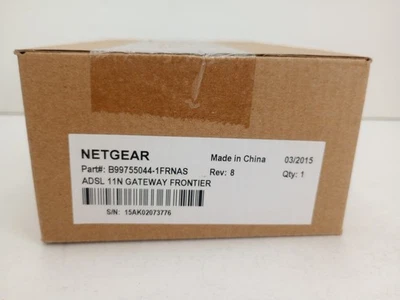 NETGEAR Made in China 03/2015
Part#: B99755044-1FRNAS Rev: 8 Qty: 1
ADSL 11N GATEWAY FRONTIER
S/N: 15AK02073776